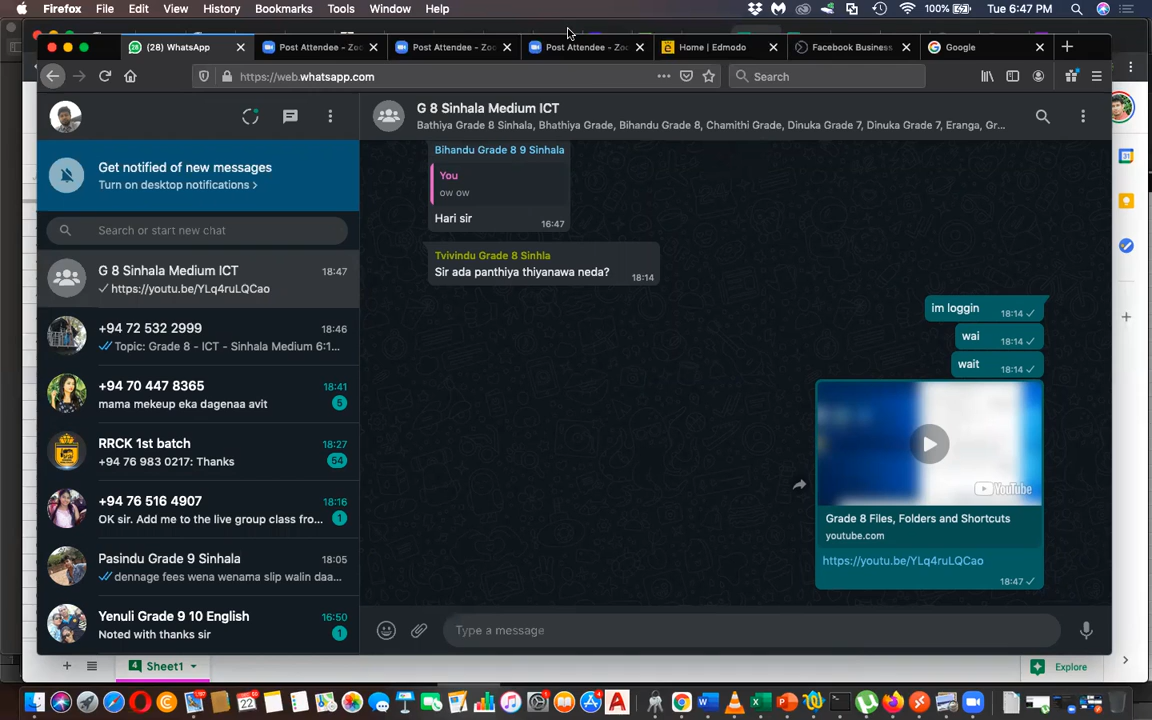 Firefox File Edit View History Bookmarks Tools Window Help 100% Tue 6:47 PM
(28) WhatsApp Post Attendee - Zoo Post Attendee - Zoo Post Attendee - Zoo Home | Edmodo Facebook Business Google
https://web.whatsapp.com Search
G 8 Sinhala Medium ICT
Bathiya Grade 8 Sinhala, Bhathiya Grade, Bihandu Grade 8, Chamithi Grade, Dinuka Grade 7, Dinuka Grade 7, Eranga, Gr...
Get notified of new messages
Turn on desktop notifications >
Search or start new chat
G 8 Sinhala Medium ICT 18:47
https://youtu.be/YLq4ruLQCao
+94 72 532 2999 18:46
Topic: Grade 8 - ICT - Sinhala Medium 6:1...
+94 70 447 8365 18:41
mama mekeup eka dagenaa avit 5
RRCK 1st batch 18:27
+94 76 983 0217: Thanks 54
+94 76 516 4907 18:16
OK sir. Add me to the live group class fro... 1
Pasindu Grade 9 Sinhala 18:05
dennage fees wena wenama slip walin daa...
Yenuli Grade 9 10 English 16:50
Noted with thanks sir 1
Bihandu Grade 8 9 Sinhala
You
ow ow
Hari sir 16:47
Tvivindu Grade 8 Sinhla
Sir ada panthiya thiyanawa neda? 18:14
im loggin 18:14
wai 18:14
wait 18:14
YouTube
Grade 8 Files, Folders and Shortcuts
youtube.com
https://youtu.be/YLq4ruLQCao
18:47
Type a message
4 Sheet1 Explore